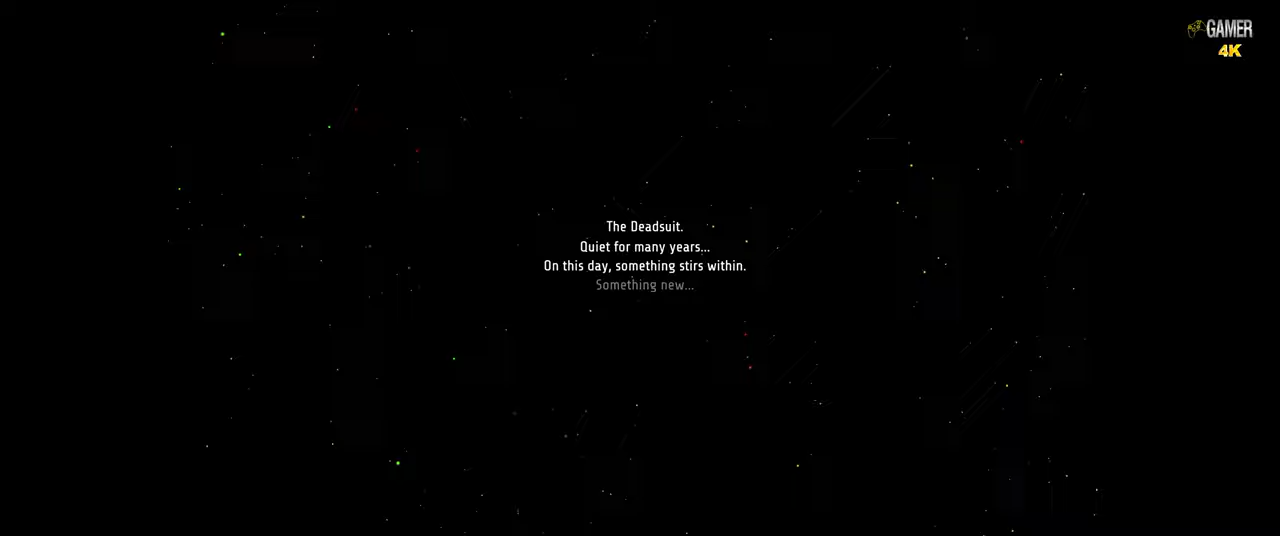 GAMER
4K
The Deadsuit.
Quiet for many years...
On this day, something stirs within.
Something new...